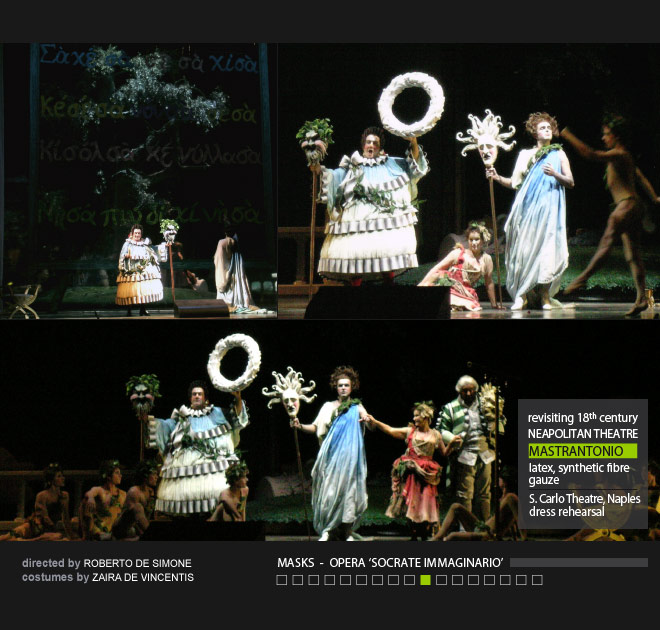 revisiting 18th century
NEAPOLITAN THEATRE
MASTRANTONIO
latex, synthetic fibre
gauze
S. Carlo Theatre, Naples
dress rehearsal
directed by ROBERTO DE SIMONE
costumes by ZAIRA DE VINCENTIS
MASKS - OPERA ‘SOCRATE IMMAGINARIO’